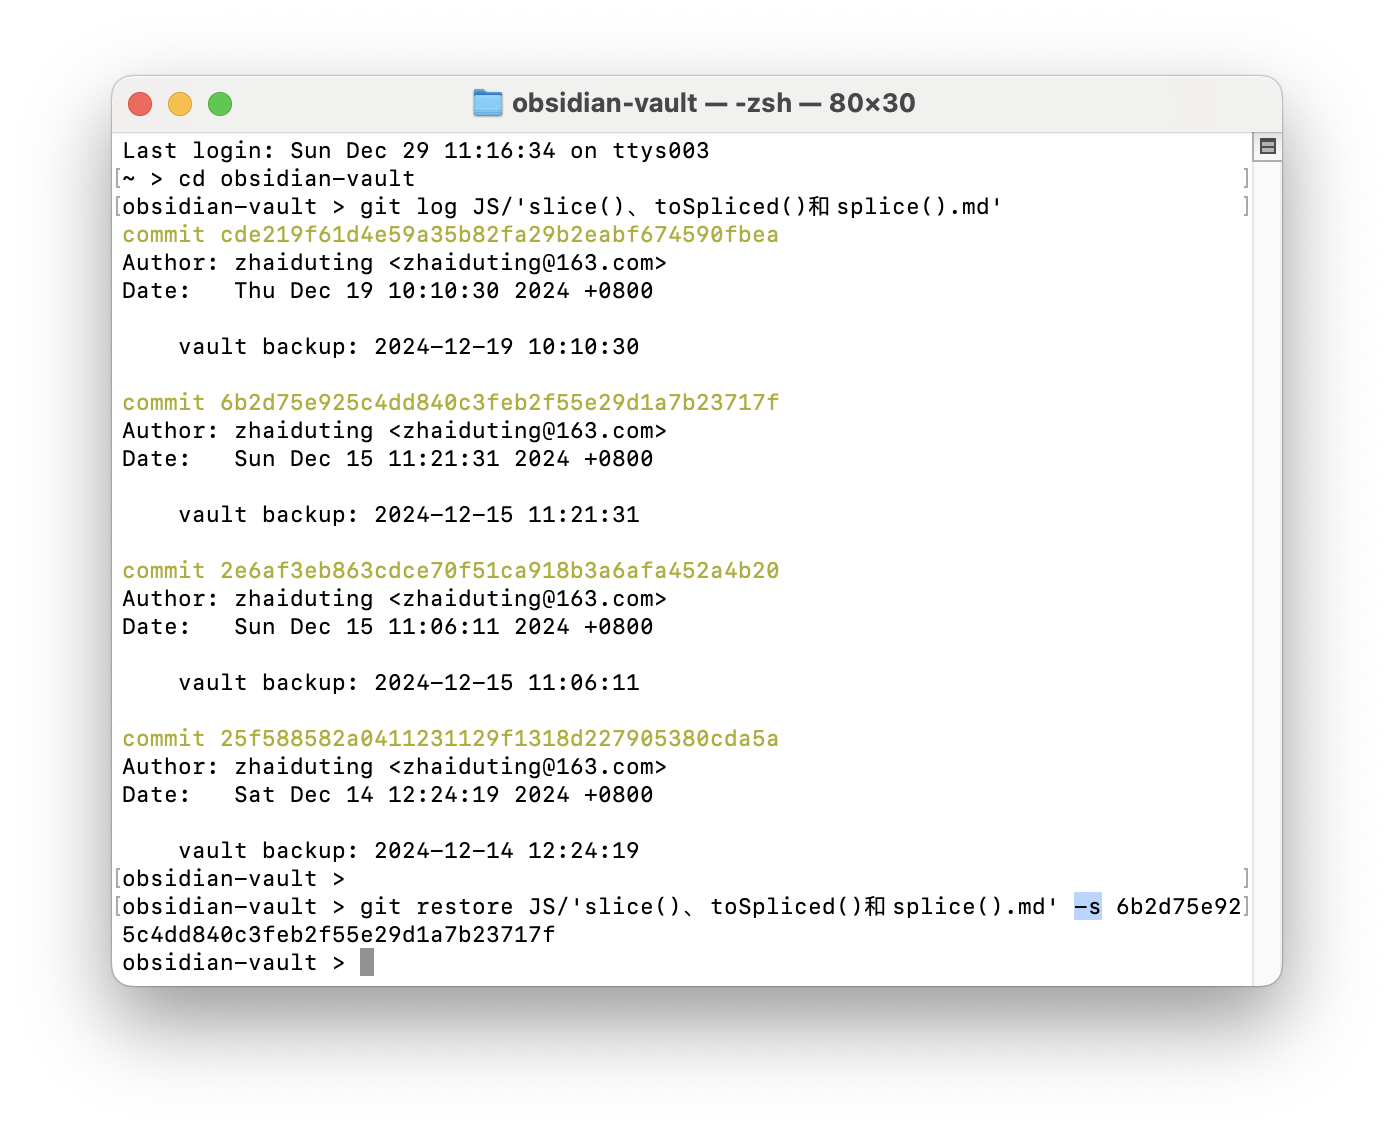 obsidian-vault — -zsh — 80×30
Last login: Sun Dec 29 11:16:34 on ttys003
[~ > cd obsidian-vault ]
[obsidian-vault > git log JS/'slice()、toSpliced()和splice().md' ]
commit cde219f61d4e59a35b82fa29b2eabf674590fbea
Author: zhaiduting <zhaiduting@163.com>
Date:   Thu Dec 19 10:10:30 2024 +0800
    vault backup: 2024-12-19 10:10:30
commit 6b2d75e925c4dd840c3feb2f55e29d1a7b23717f
Author: zhaiduting <zhaiduting@163.com>
Date:   Sun Dec 15 11:21:31 2024 +0800
    vault backup: 2024-12-15 11:21:31
commit 2e6af3eb863cdce70f51ca918b3a6afa452a4b20
Author: zhaiduting <zhaiduting@163.com>
Date:   Sun Dec 15 11:06:11 2024 +0800
    vault backup: 2024-12-15 11:06:11
commit 25f588582a0411231129f1318d227905380cda5a
Author: zhaiduting <zhaiduting@163.com>
Date:   Sat Dec 14 12:24:19 2024 +0800
    vault backup: 2024-12-14 12:24:19
[obsidian-vault > ]
[obsidian-vault > git restore JS/'slice()、toSpliced()和splice().md' -s 6b2d75e92]
5c4dd840c3feb2f55e29d1a7b23717f
obsidian-vault >